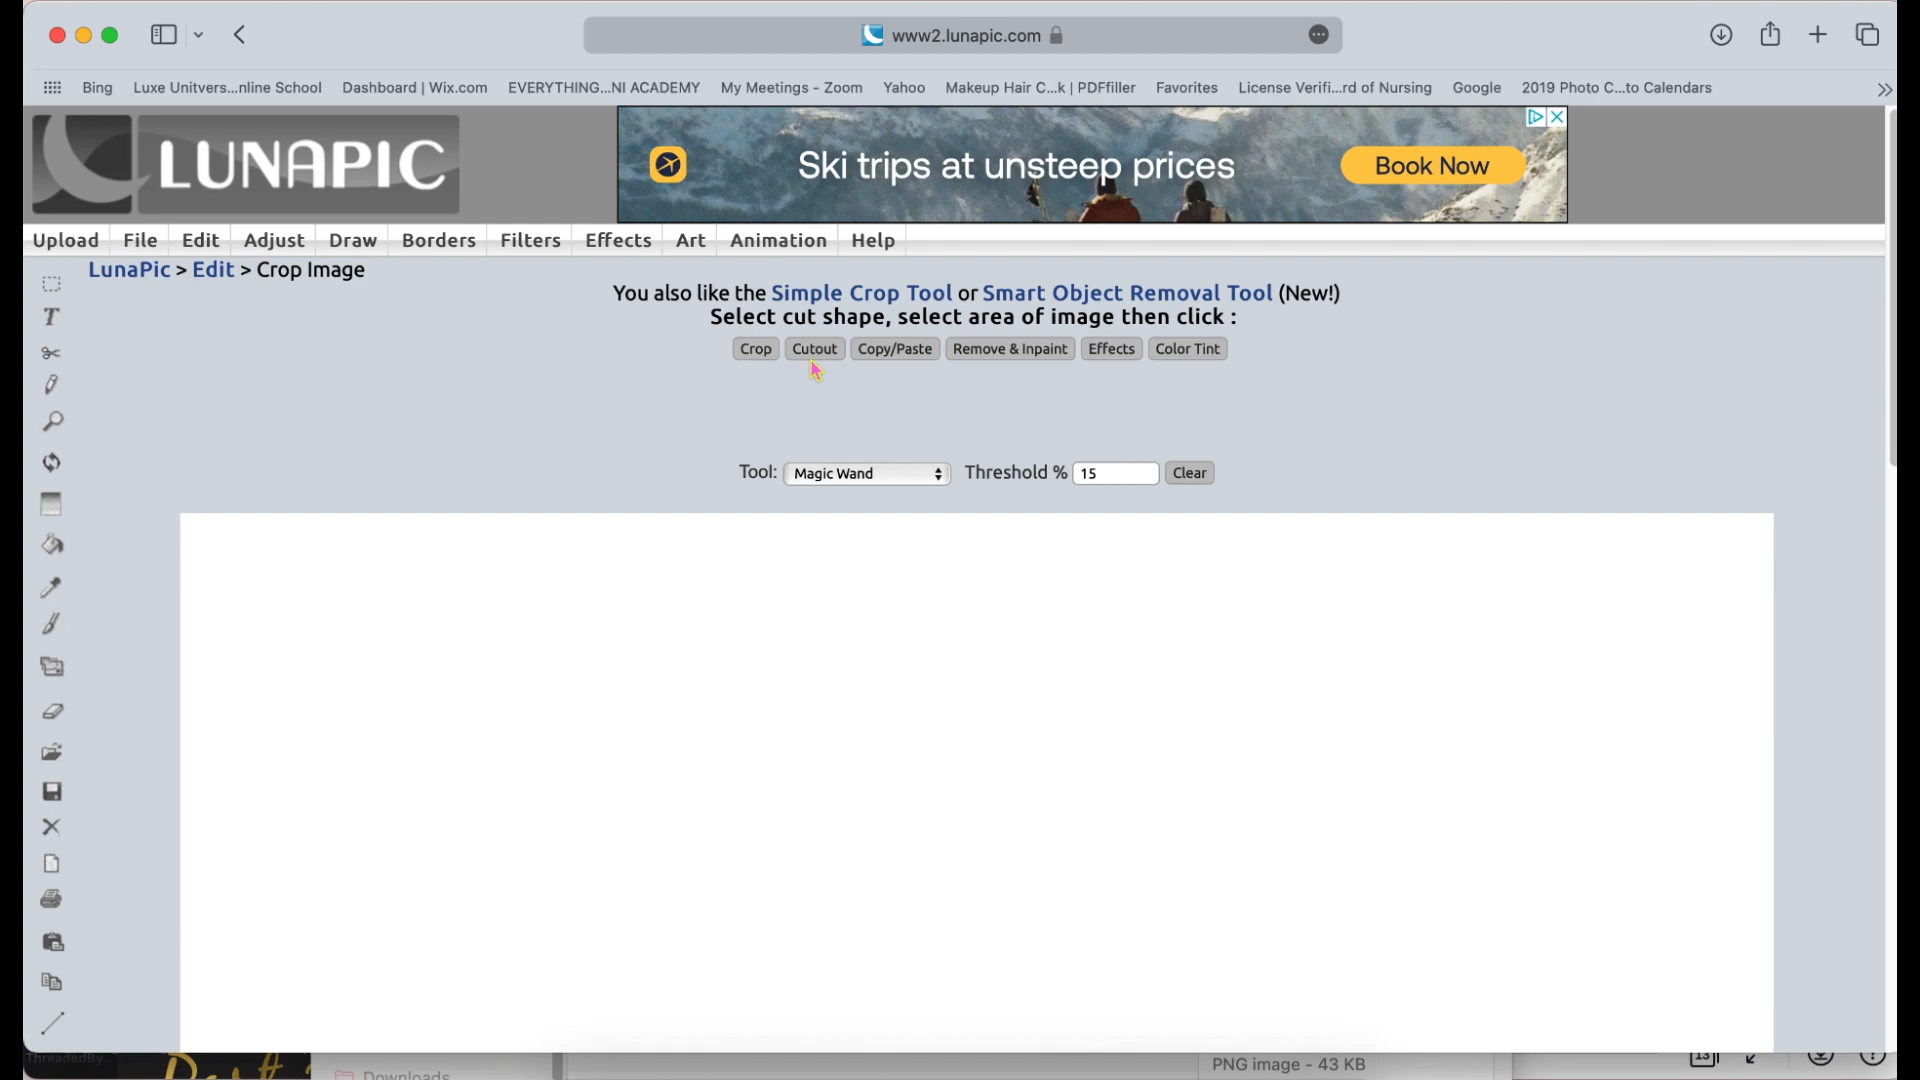 www2.lunapic.com
Bing Luxe Unitvers...nline School Dashboard | Wix.com EVERYTHING...NI ACADEMY My Meetings - Zoom Yahoo Makeup Hair C...k | PDFfiller Favorites License Verifi...rd of Nursing Google 2019 Photo C...to Calendars
LUNAPIC
Ski trips at unsteep prices
Book Now
Upload File Edit Adjust Draw Borders Filters Effects Art Animation Help
LunaPic > Edit > Crop Image
You also like the Simple Crop Tool or Smart Object Removal Tool (New!)
Select cut shape, select area of image then click :
Crop Cutout Copy/Paste Remove & Inpaint Effects Color Tint
Tool: Magic Wand Threshold % 15 Clear
ThreadedBy...
Downloads
PNG image - 43 KB
13